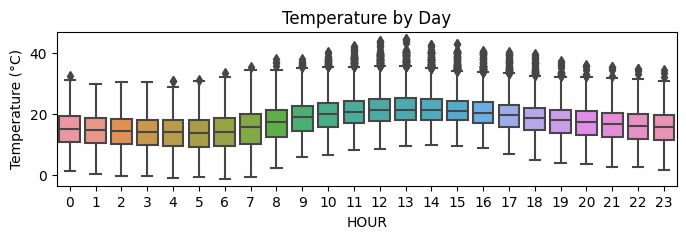 Temperature by Day
Temperature (°C)
40
20
0
0 1 2 3 4 5 6 7 8 9 10 11 12 13 14 15 16 17 18 19 20 21 22 23
HOUR